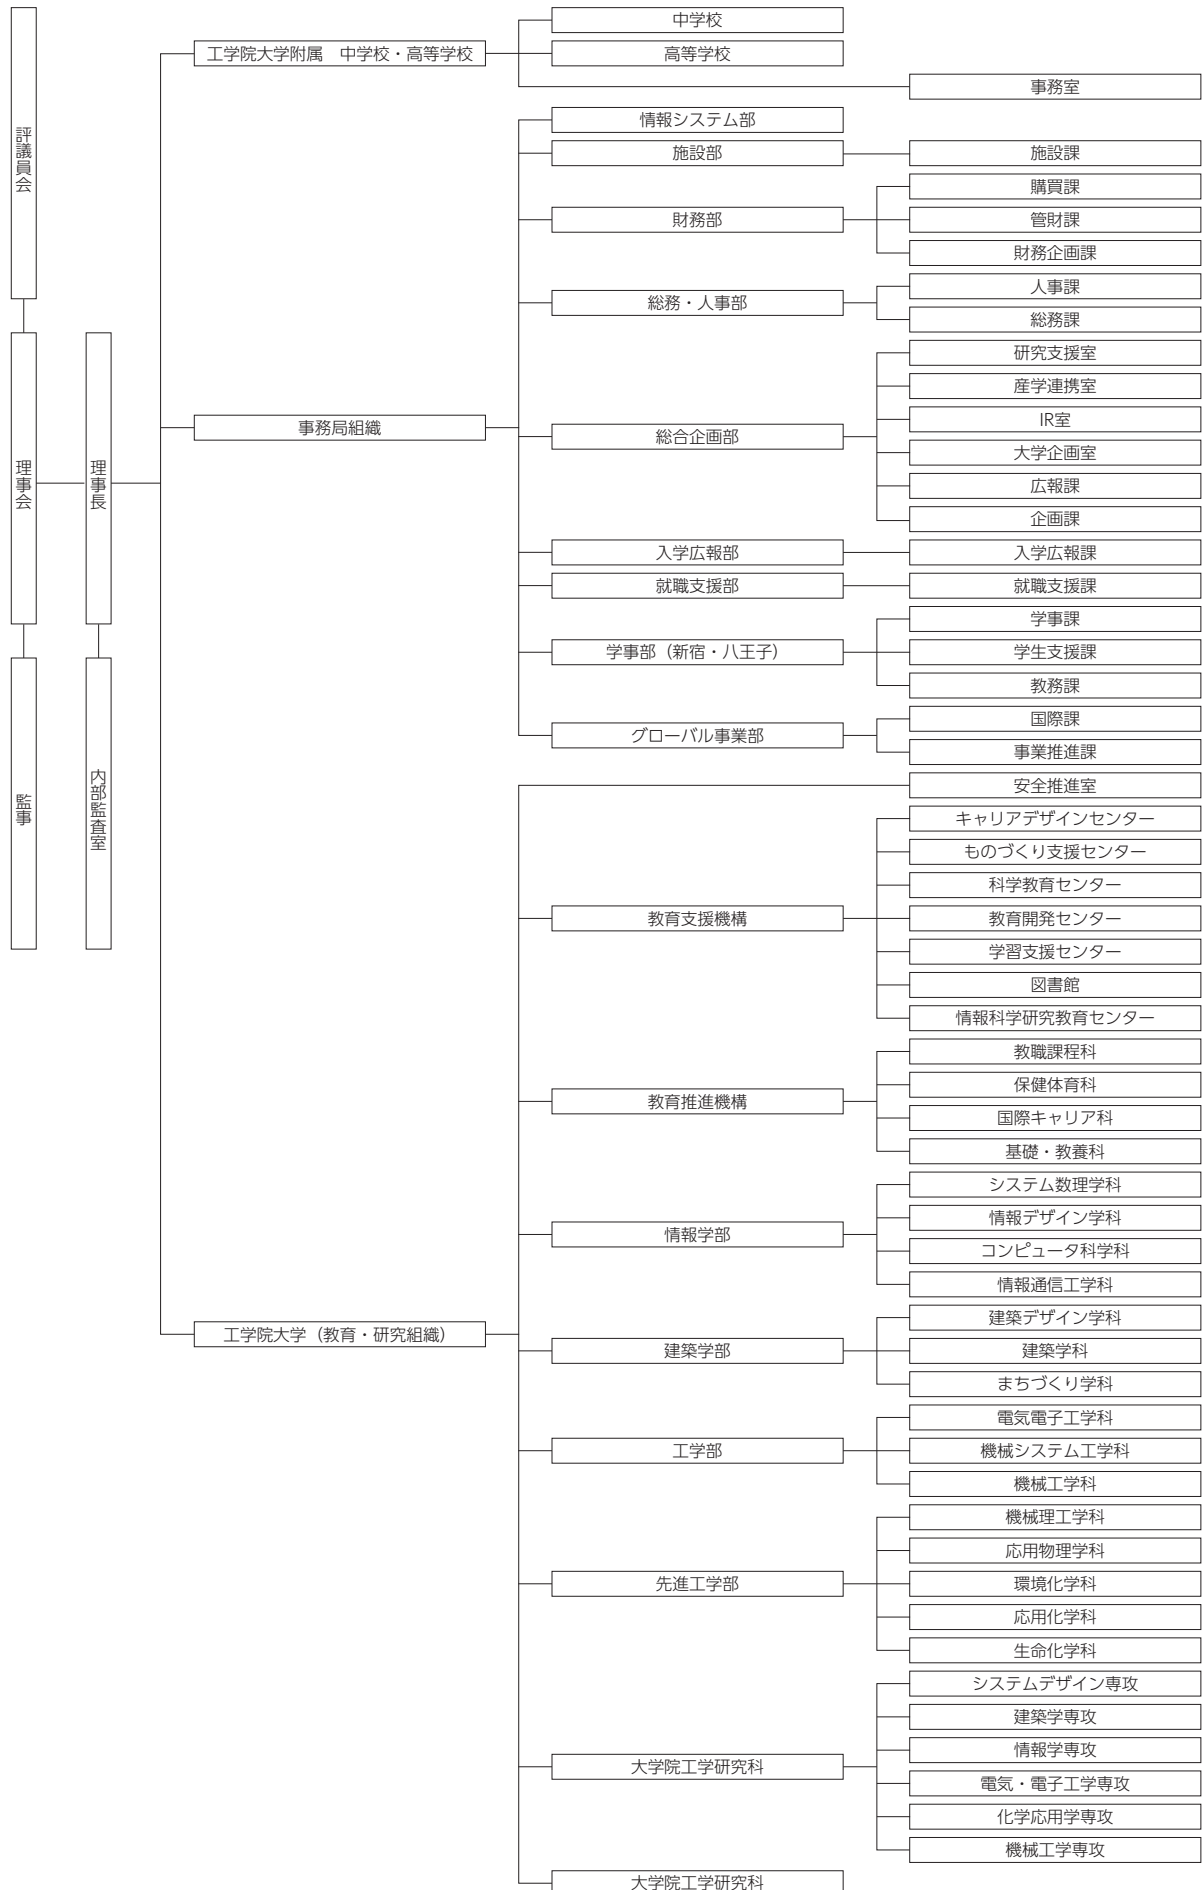 評議員会
理事会
監事
理事長
内部監査室
工学院大学附属　中学校・高等学校
中学校
高等学校
事務室
事務局組織
情報システム部
施設部
施設課
財務部
購買課
管財課
財務企画課
総務・人事部
人事課
総務課
総合企画部
研究支援室
産学連携室
IR室
大学企画室
広報課
企画課
入学広報部
入学広報課
就職支援部
就職支援課
学事部（新宿・八王子）
学事課
学生支援課
教務課
グローバル事業部
国際課
事業推進課
工学院大学（教育・研究組織）
安全推進室
教育支援機構
キャリアデザインセンター
ものづくり支援センター
科学教育センター
教育開発センター
学習支援センター
図書館
情報科学研究教育センター
教育推進機構
教職課程科
保健体育科
国際キャリア科
基礎・教養科
情報学部
システム数理学科
情報デザイン学科
コンピュータ科学科
情報通信工学科
建築学部
建築デザイン学科
建築学科
まちづくり学科
工学部
電気電子工学科
機械システム工学科
機械工学科
先進工学部
機械理工学科
応用物理学科
環境化学科
応用化学科
生命化学科
大学院工学研究科
システムデザイン専攻
建築学専攻
情報学専攻
電気・電子工学専攻
化学応用学専攻
機械工学専攻
大学院工学研究科